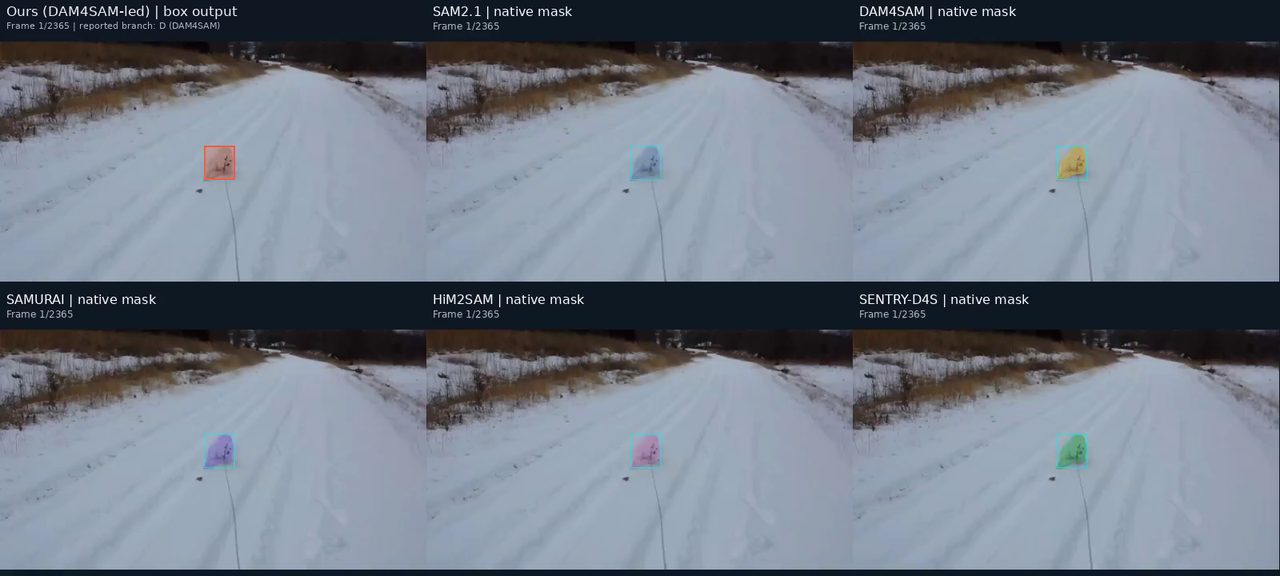 Ours (DAM4SAM-led) | box output
Frame 1/2365 | reported branch: D (DAM4SAM)
SAM2.1 | native mask
Frame 1/2365
DAM4SAM | native mask
Frame 1/2365
SAMURAI | native mask
Frame 1/2365
HiM2SAM | native mask
Frame 1/2365
SENTRY-D4S | native mask
Frame 1/2365